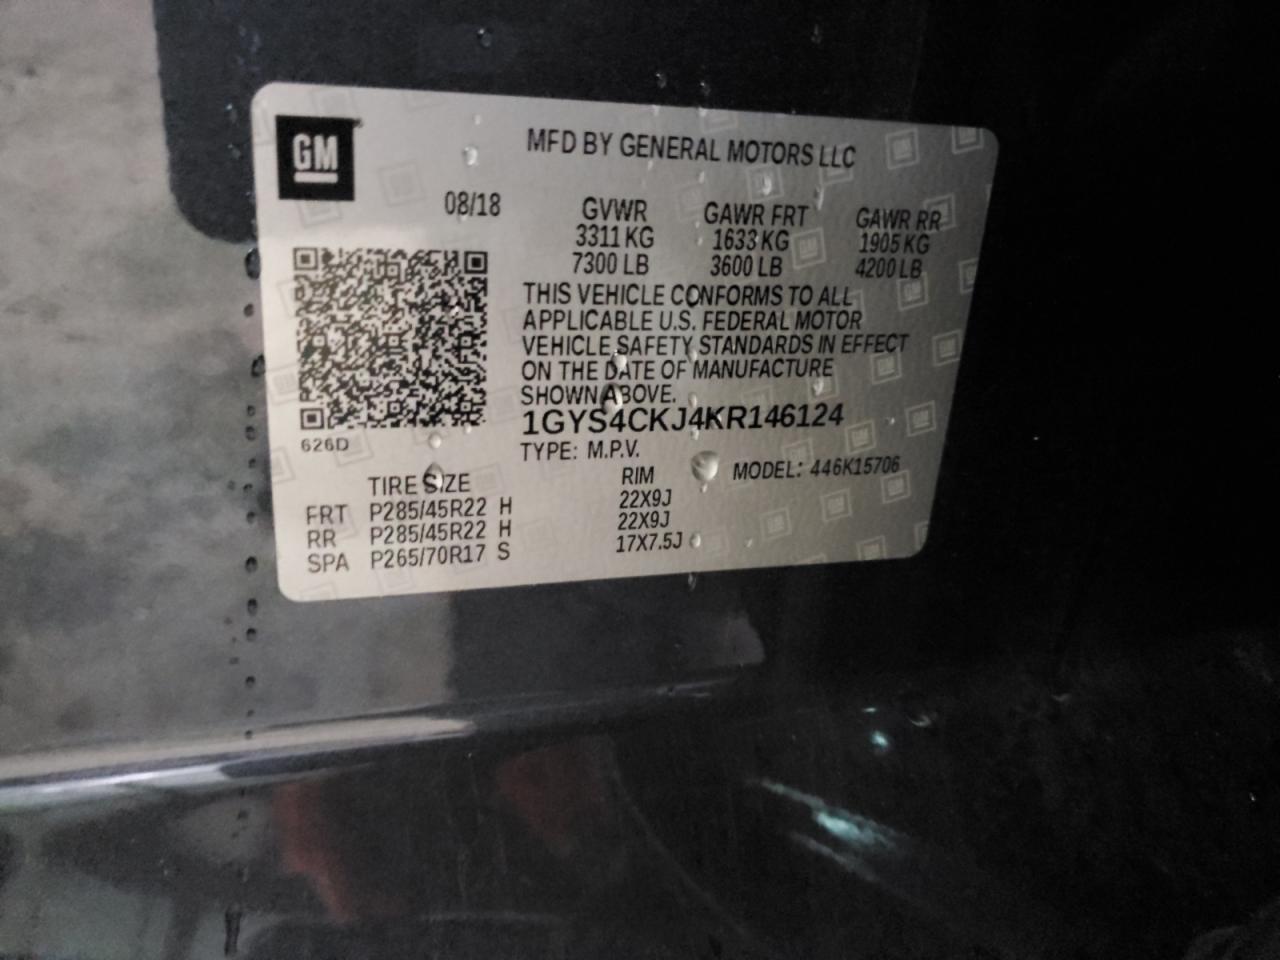 GM
MFD BY GENERAL MOTORS LLC
08/18 GVWR GAWR FRT GAWR RR
3311 KG 1633 KG 1905 KG
7300 LB 3600 LB 4200 LB
THIS VEHICLE CONFORMS TO ALL
APPLICABLE U.S. FEDERAL MOTOR
VEHICLE SAFETY STANDARDS IN EFFECT
ON THE DATE OF MANUFACTURE
SHOWN ABOVE.
1GYS4CKJ4KR146124
626D
TYPE: M.P.V. MODEL: 446K15706
TIRE SIZE RIM
FRT P285/45R22 H 22X9J
RR P285/45R22 H 22X9J
SPA P265/70R17 S 17X7.5J